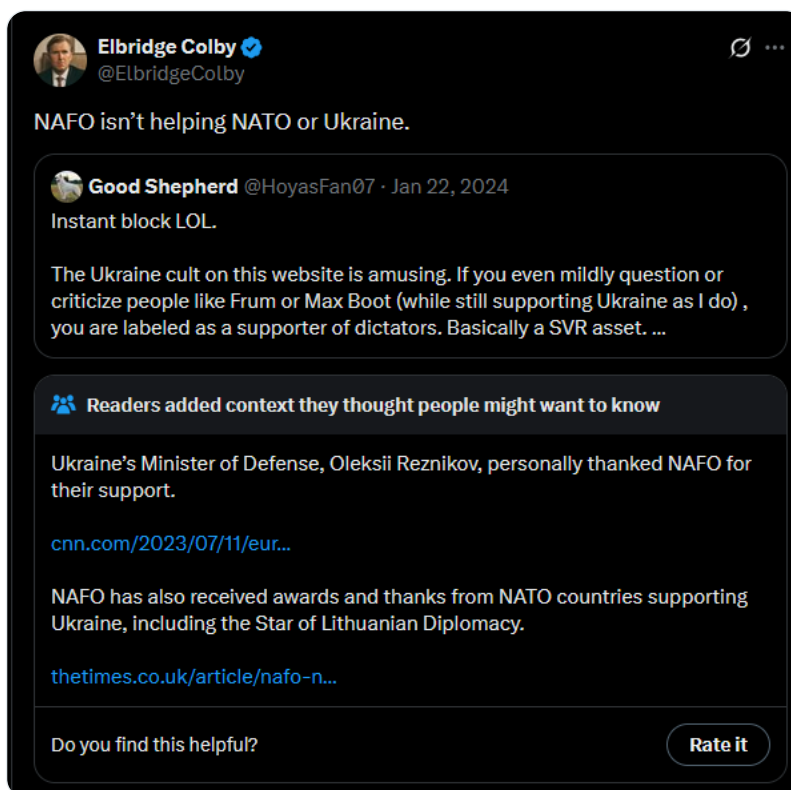 Elbridge Colby
@ElbridgeColby
NAFO isn’t helping NATO or Ukraine.
Good Shepherd @HoyasFan07 · Jan 22, 2024
Instant block LOL.
The Ukraine cult on this website is amusing. If you even mildly question or
criticize people like Frum or Max Boot (while still supporting Ukraine as I do) ,
you are labeled as a supporter of dictators. Basically a SVR asset. ...
Readers added context they thought people might want to know
Ukraine’s Minister of Defense, Oleksii Reznikov, personally thanked NAFO for
their support.
cnn.com/2023/07/11/eur...
NAFO has also received awards and thanks from NATO countries supporting
Ukraine, including the Star of Lithuanian Diplomacy.
thetimes.co.uk/article/nafo-n...
Do you find this helpful?
Rate it